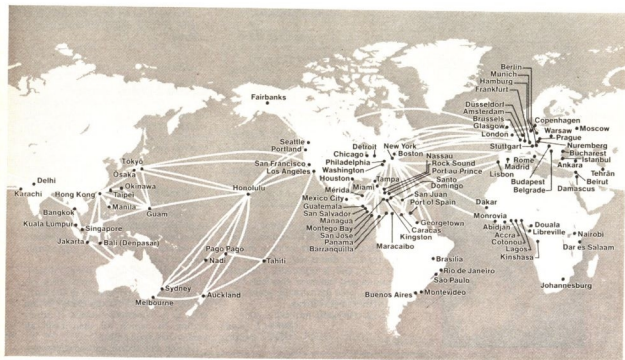 Fairbanks
Seattle
Portland
San Francisco
Los Angeles
Honolulu
Tokyo
Osaka
Okinawa
Taipei
Hong Kong
Manila
Guam
Delhi
Karachi
Bangkok
Kuala Lumpur
Singapore
Jakarta
Bali (Denpasar)
Pago Pago
Nadi
Tahiti
Sydney
Melbourne
Auckland
Detroit
Chicago
Philadelphia
Washington
Houston
New York
Boston
Nassau
Rock Sound
Port au Prince
Santo
Domingo
Tampa
Miami
Mérida
Mexico City
Guatemala
San Salvador
Managua
Montego Bay
San José
Panama
Barranquilla
San Juan
Port of Spain
Georgetown
Caracas
Kingston
Maracaibo
Brasilia
Rio de Janeiro
São Paulo
Buenos Aires
Montevideo
Berlin
Munich
Hamburg
Frankfurt
Düsseldorf
Amsterdam
Brussels
Glasgow
London
Stuttgart
Copenhagen
Warsaw
Moscow
Prague
Nuremberg
Bucharest
Istanbul
Ankara
Tehrān
Beirut
Damascus
Rome
Madrid
Lisbon
Budapest
Belgrade
Dakar
Monrovia
Abidjan
Accra
Cotonou
Lagos
Kinshasa
Douala
Libreville
Nairobi
Dar es Salaam
Johannesburg